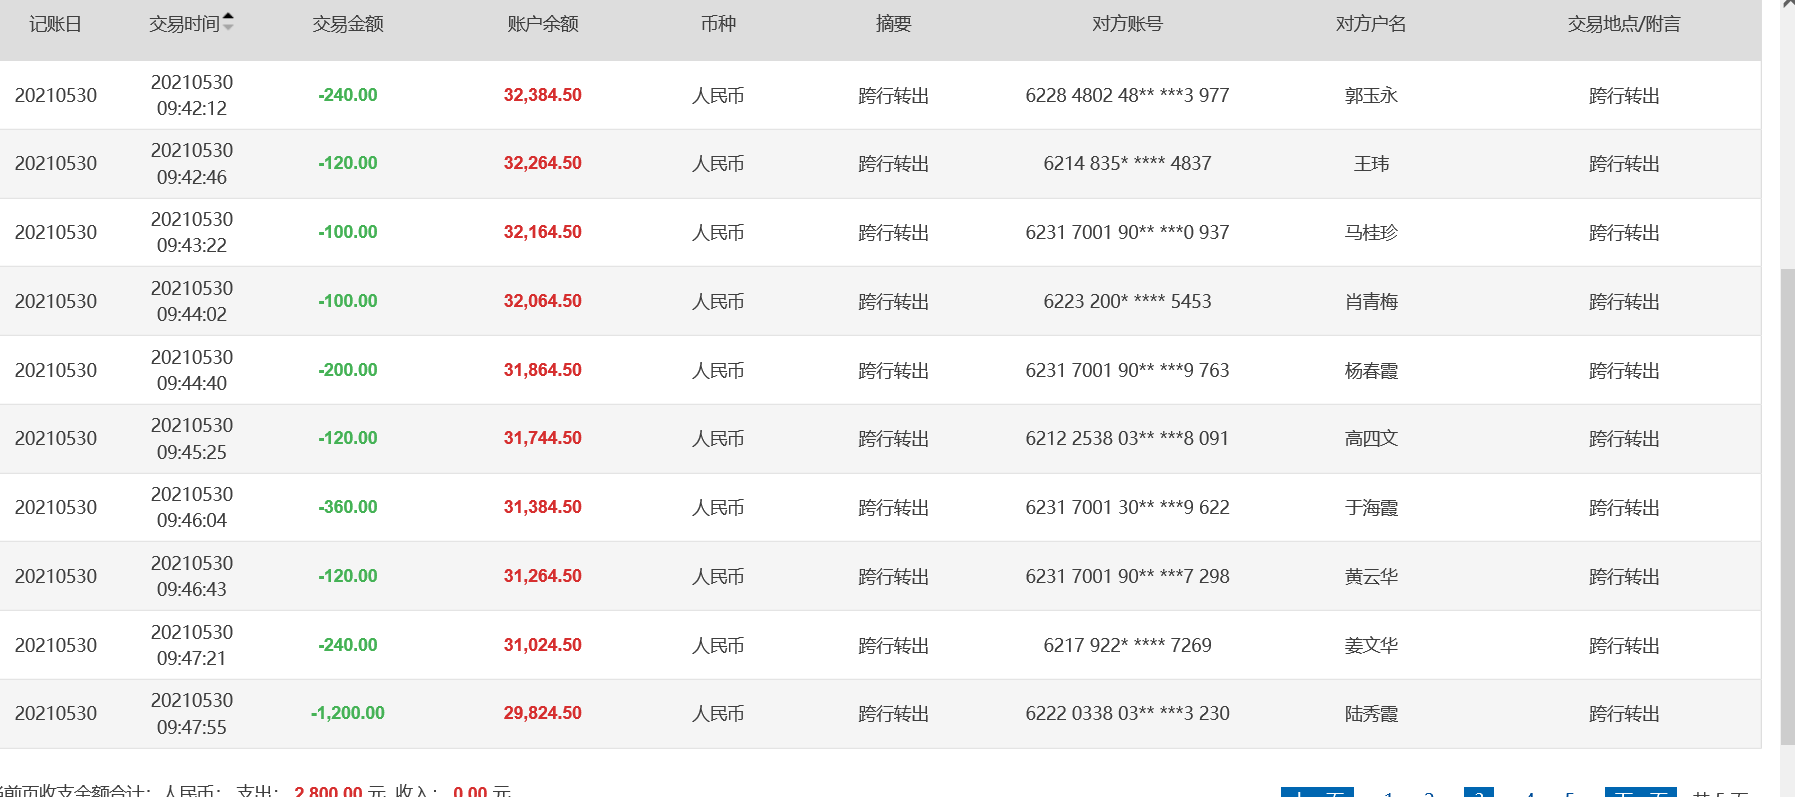 记账日 交易时间 交易金额 账户余额 币种 摘要 对方账号 对方户名 交易地点/附言
20210530 20210530 09:42:12 -240.00 32,384.50 人民币 跨行转出 6228 4802 48** ***3 977 郭玉永 跨行转出
20210530 20210530 09:42:46 -120.00 32,264.50 人民币 跨行转出 6214 835* **** 4837 王玮 跨行转出
20210530 20210530 09:43:22 -100.00 32,164.50 人民币 跨行转出 6231 7001 90** ***0 937 马桂珍 跨行转出
20210530 20210530 09:44:02 -100.00 32,064.50 人民币 跨行转出 6223 200* **** 5453 肖青梅 跨行转出
20210530 20210530 09:44:40 -200.00 31,864.50 人民币 跨行转出 6231 7001 90** ***9 763 杨春霞 跨行转出
20210530 20210530 09:45:25 -120.00 31,744.50 人民币 跨行转出 6212 2538 03** ***8 091 高四文 跨行转出
20210530 20210530 09:46:04 -360.00 31,384.50 人民币 跨行转出 6231 7001 30** ***9 622 于海霞 跨行转出
20210530 20210530 09:46:43 -120.00 31,264.50 人民币 跨行转出 6231 7001 90** ***7 298 黄云华 跨行转出
20210530 20210530 09:47:21 -240.00 31,024.50 人民币 跨行转出 6217 922* **** 7269 姜文华 跨行转出
20210530 20210530 09:47:55 -1,200.00 29,824.50 人民币 跨行转出 6222 0338 03** ***3 230 陆秀霞 跨行转出
当前页收支金额合计：人民币： 支出： 2,800.00 元 收入： 0.00 元 上一页 1 2 3 4 5 下一页 共 5 页